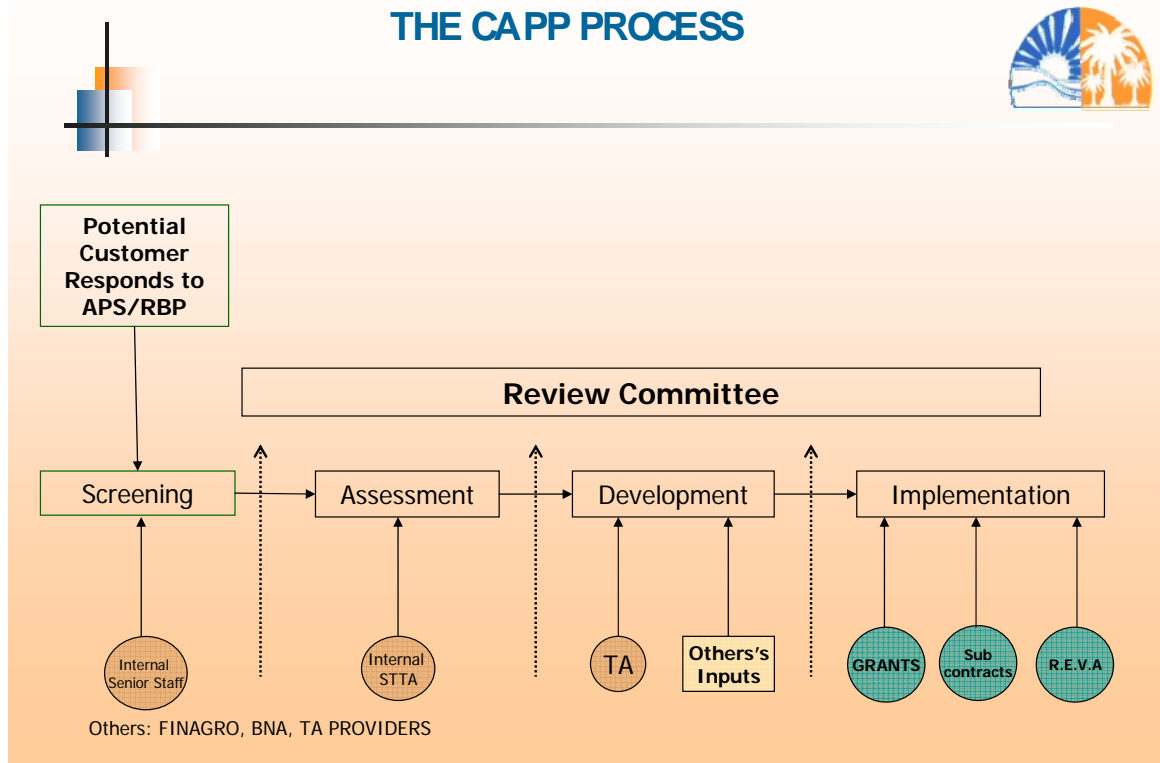 THE CAPP PROCESS
Potential
Customer
Responds to
APS/RBP
Review Committee
Screening
Assessment
Development
Implementation
Internal
Senior Staff
Internal
STTA
TA
Others's
Inputs
GRANTS
Sub
contracts
R.E.V.A
Others: FINAGRO, BNA, TA PROVIDERS